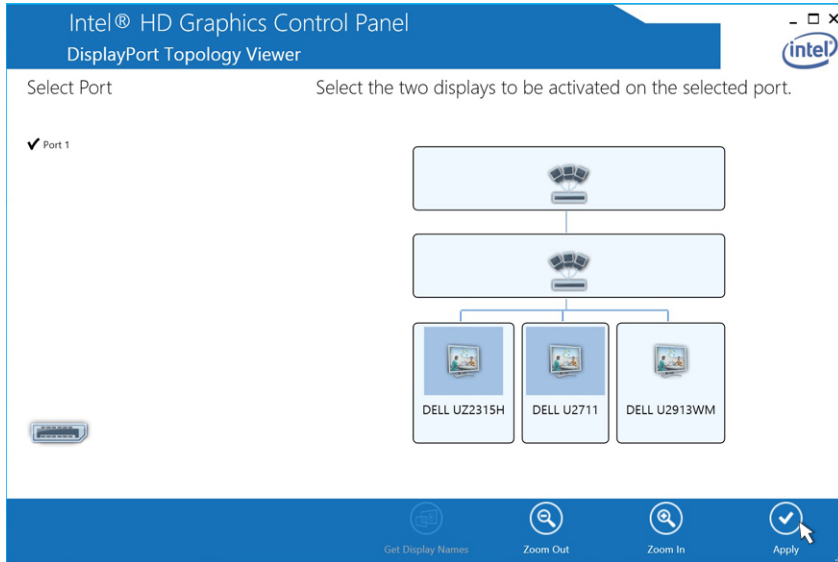 Intel® HD Graphics Control Panel
DisplayPort Topology Viewer
intel®
Select Port
Select the two displays to be activated on the selected port.
Port 1
DELL UZ2315H
DELL U2711
DELL U2913WM
Get Display Names
Zoom Out
Zoom In
Apply